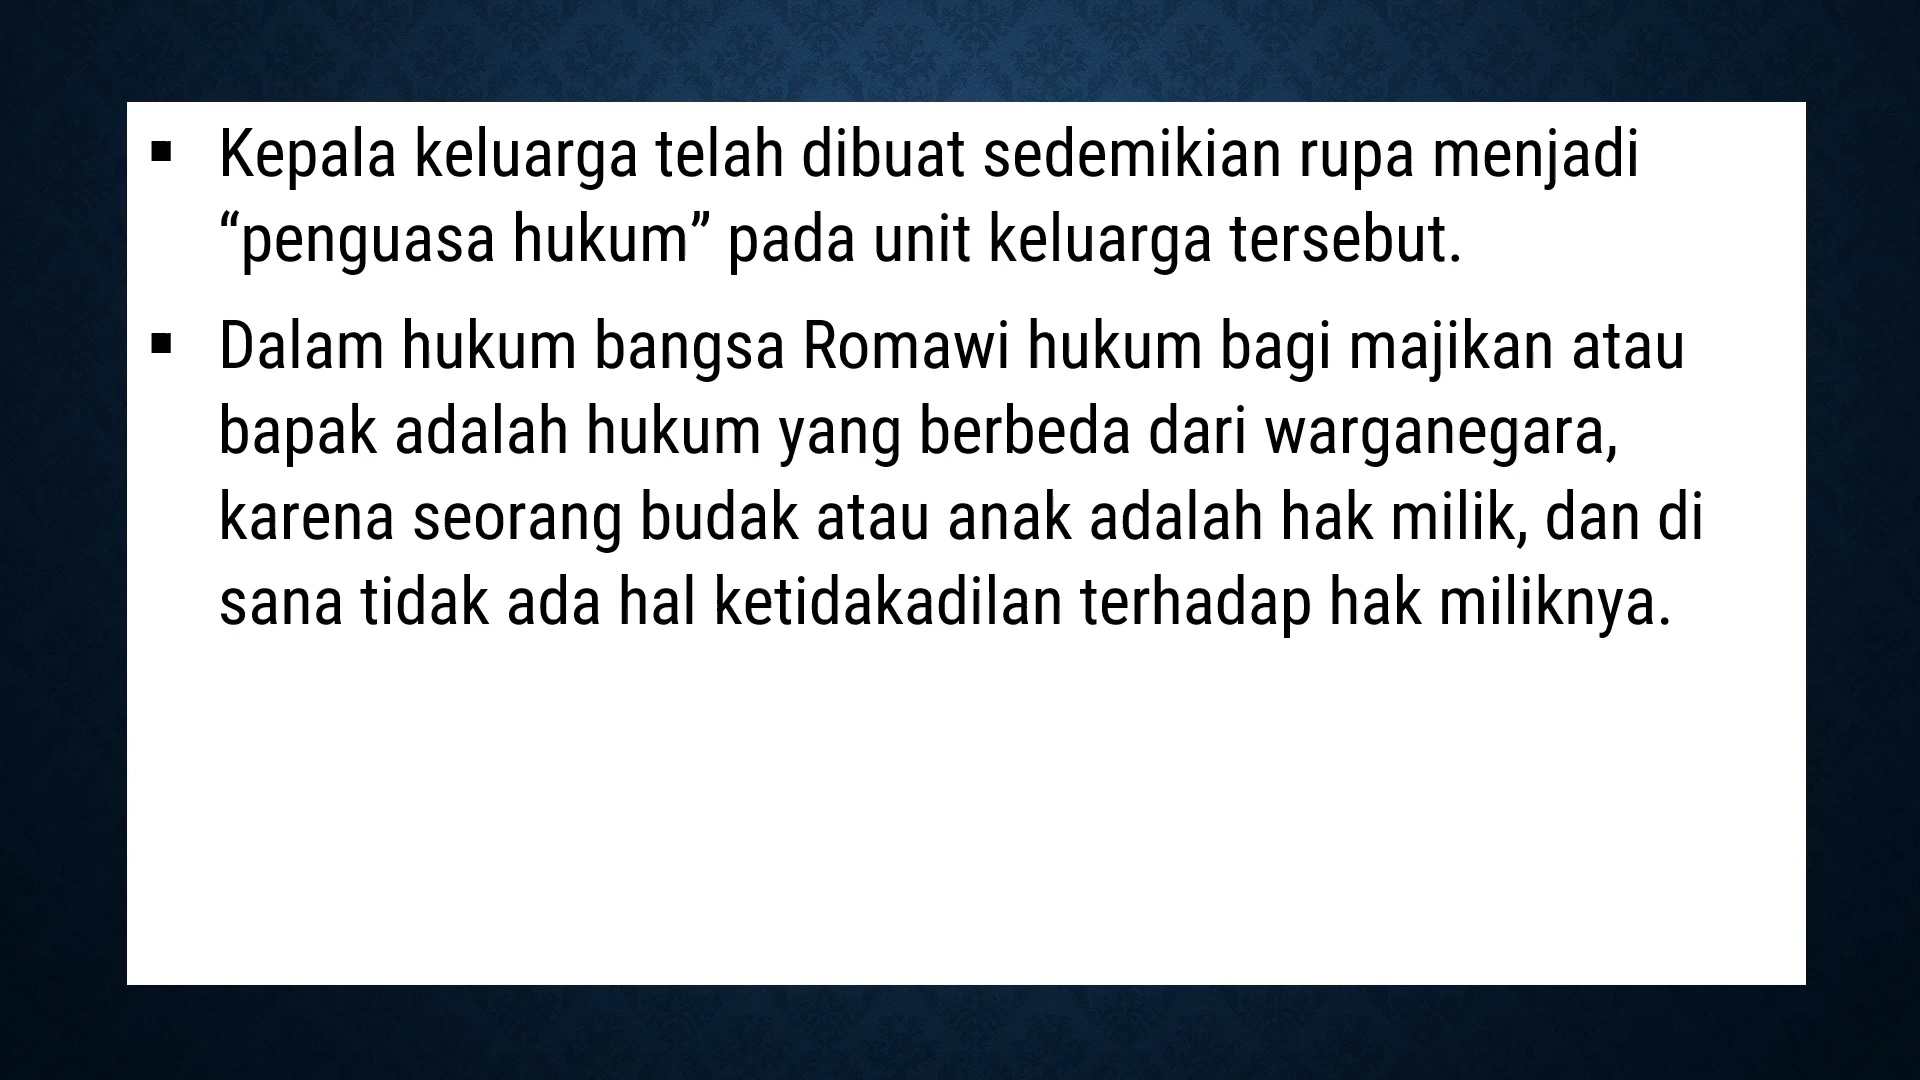 ▪ Kepala keluarga telah dibuat sedemikian rupa menjadi
“penguasa hukum” pada unit keluarga tersebut.
▪ Dalam hukum bangsa Romawi hukum bagi majikan atau
bapak adalah hukum yang berbeda dari warganegara,
karena seorang budak atau anak adalah hak milik, dan di
sana tidak ada hal ketidakadilan terhadap hak miliknya.